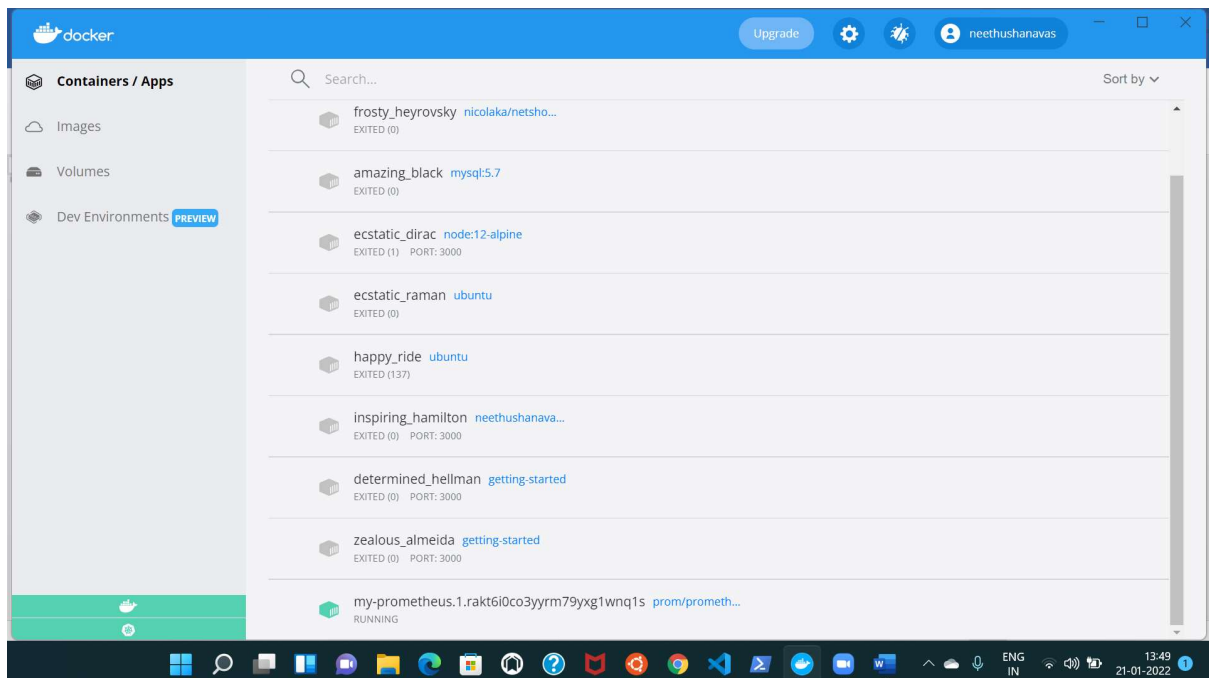 docker
Upgrade
neethushanavas
Containers / Apps
Images
Volumes
Dev Environments PREVIEW
Search...
Sort by
frosty_heyrovsky nicolaka/netsho...
EXITED (0)
amazing_black mysql:5.7
EXITED (0)
ecstatic_dirac node:12-alpine
EXITED (1) PORT: 3000
ecstatic_raman ubuntu
EXITED (0)
happy_ride ubuntu
EXITED (137)
inspiring_hamilton neethushanava...
EXITED (0) PORT: 3000
determined_hellman getting-started
EXITED (0) PORT: 3000
zealous_almeida getting-started
EXITED (0) PORT: 3000
my-prometheus.1.rakt6i0co3yyrm79yxg1wnq1s prom/prometh...
RUNNING
ENG
IN
13:49
21-01-2022
1